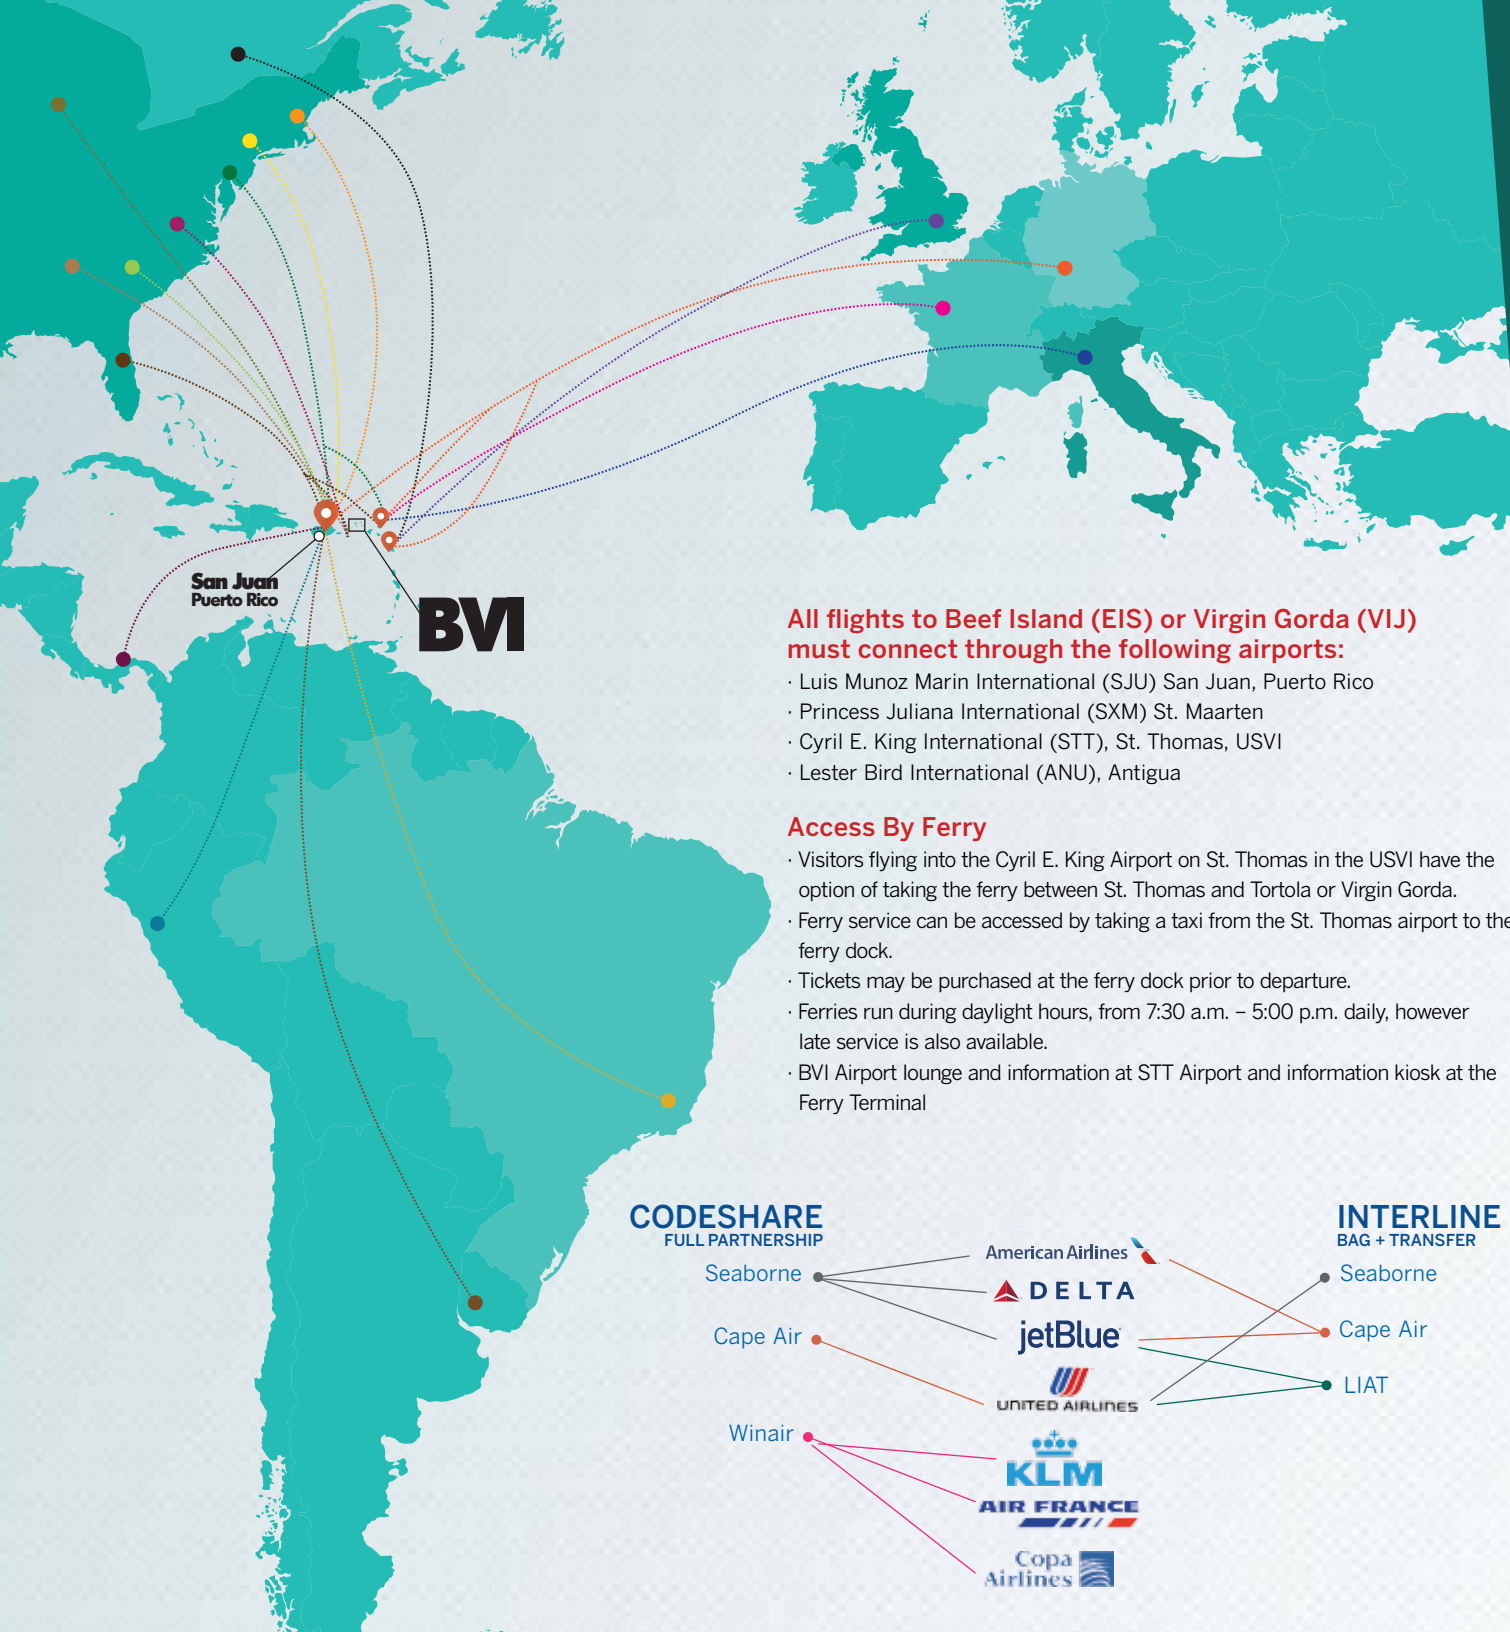 San Juan
Puerto Rico
BVI
All flights to Beef Island (EIS) or Virgin Gorda (VIJ)
must connect through the following airports:
· Luis Munoz Marin International (SJU) San Juan, Puerto Rico
· Princess Juliana International (SXM) St. Maarten
· Cyril E. King International (STT), St. Thomas, USVI
· Lester Bird International (ANU), Antigua
Access By Ferry
· Visitors flying into the Cyril E. King Airport on St. Thomas in the USVI have the
option of taking the ferry between St. Thomas and Tortola or Virgin Gorda.
· Ferry service can be accessed by taking a taxi from the St. Thomas airport to the
ferry dock.
· Tickets may be purchased at the ferry dock prior to departure.
· Ferries run during daylight hours, from 7:30 a.m. – 5:00 p.m. daily, however
late service is also available.
· BVI Airport lounge and information at STT Airport and information kiosk at the
Ferry Terminal
CODESHARE
FULL PARTNERSHIP
Seaborne
Cape Air
Winair
American Airlines
DELTA
jetBlue
UNITED AIRLINES
KLM
AIR FRANCE
Copa
Airlines
INTERLINE
BAG + TRANSFER
Seaborne
Cape Air
LIAT